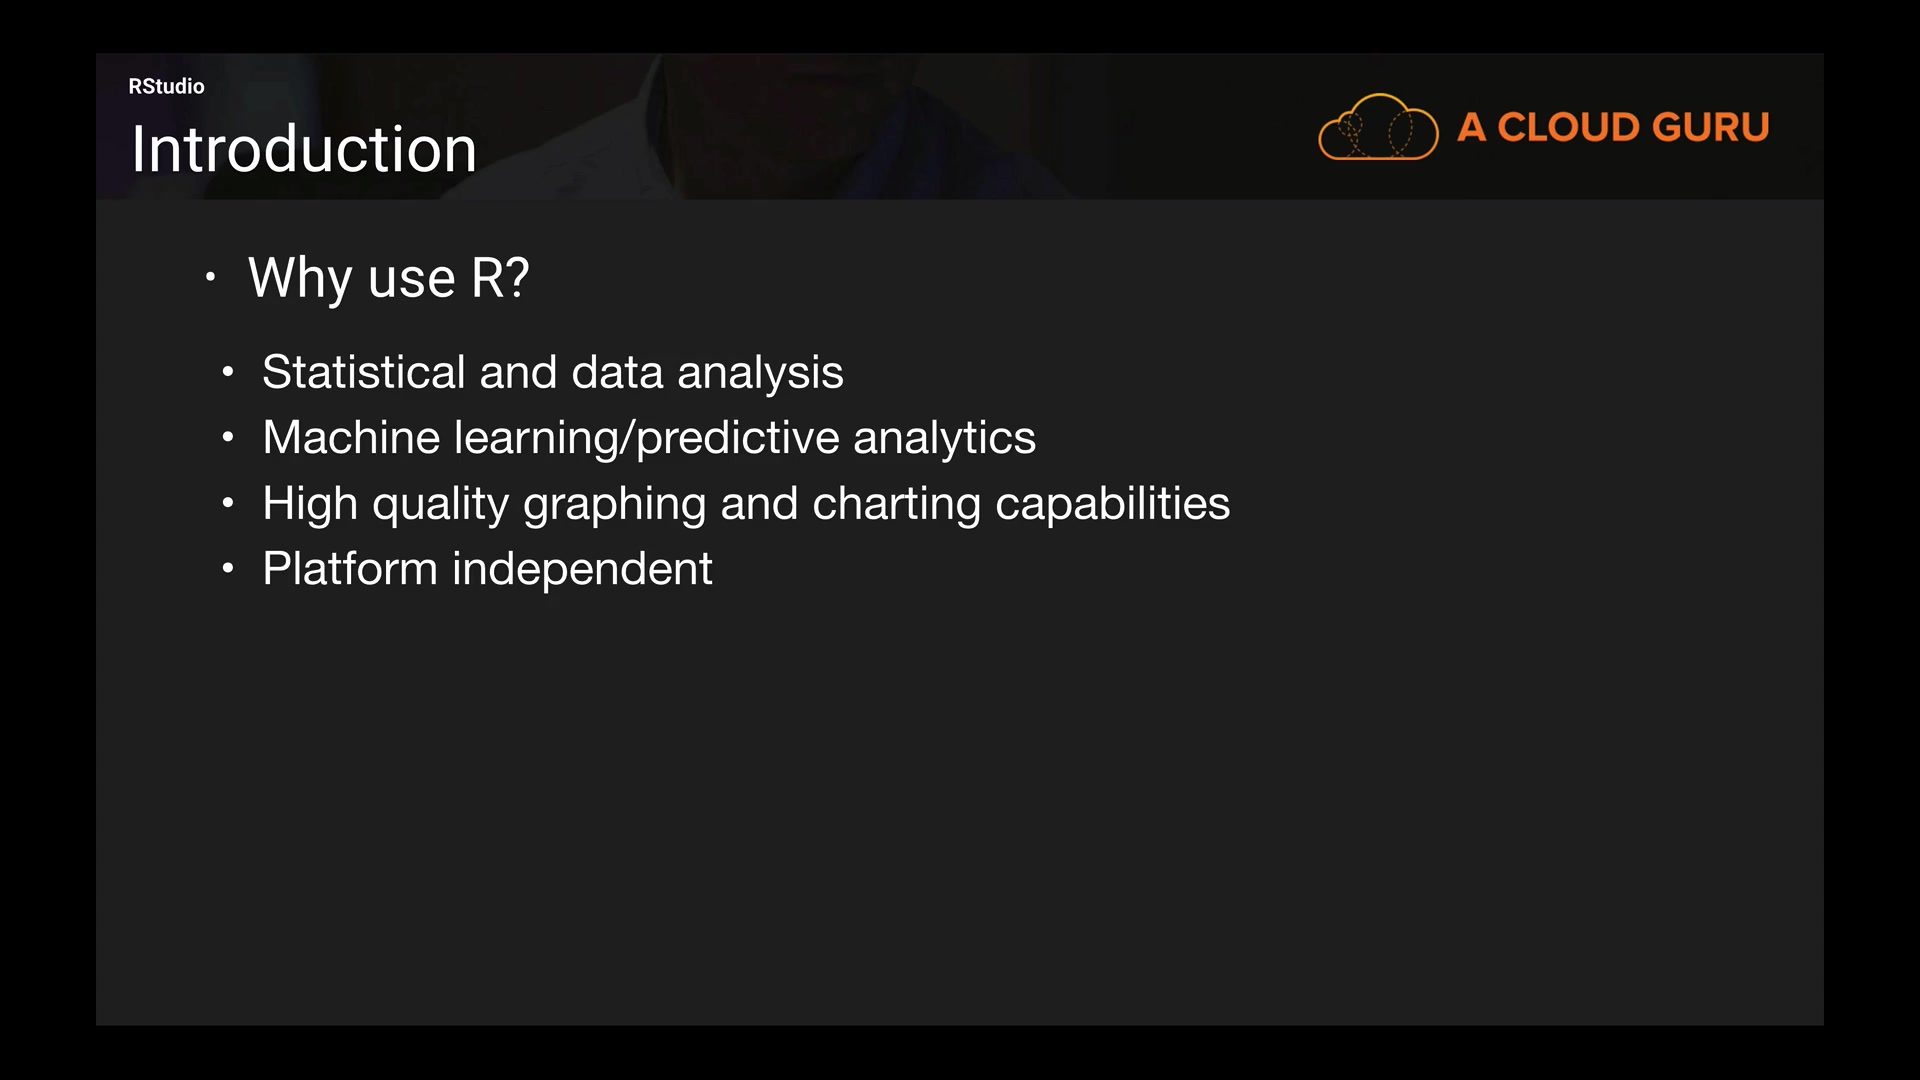 RStudio
Introduction
A CLOUD GURU
• Why use R?
• Statistical and data analysis
• Machine learning/predictive analytics
• High quality graphing and charting capabilities
• Platform independent